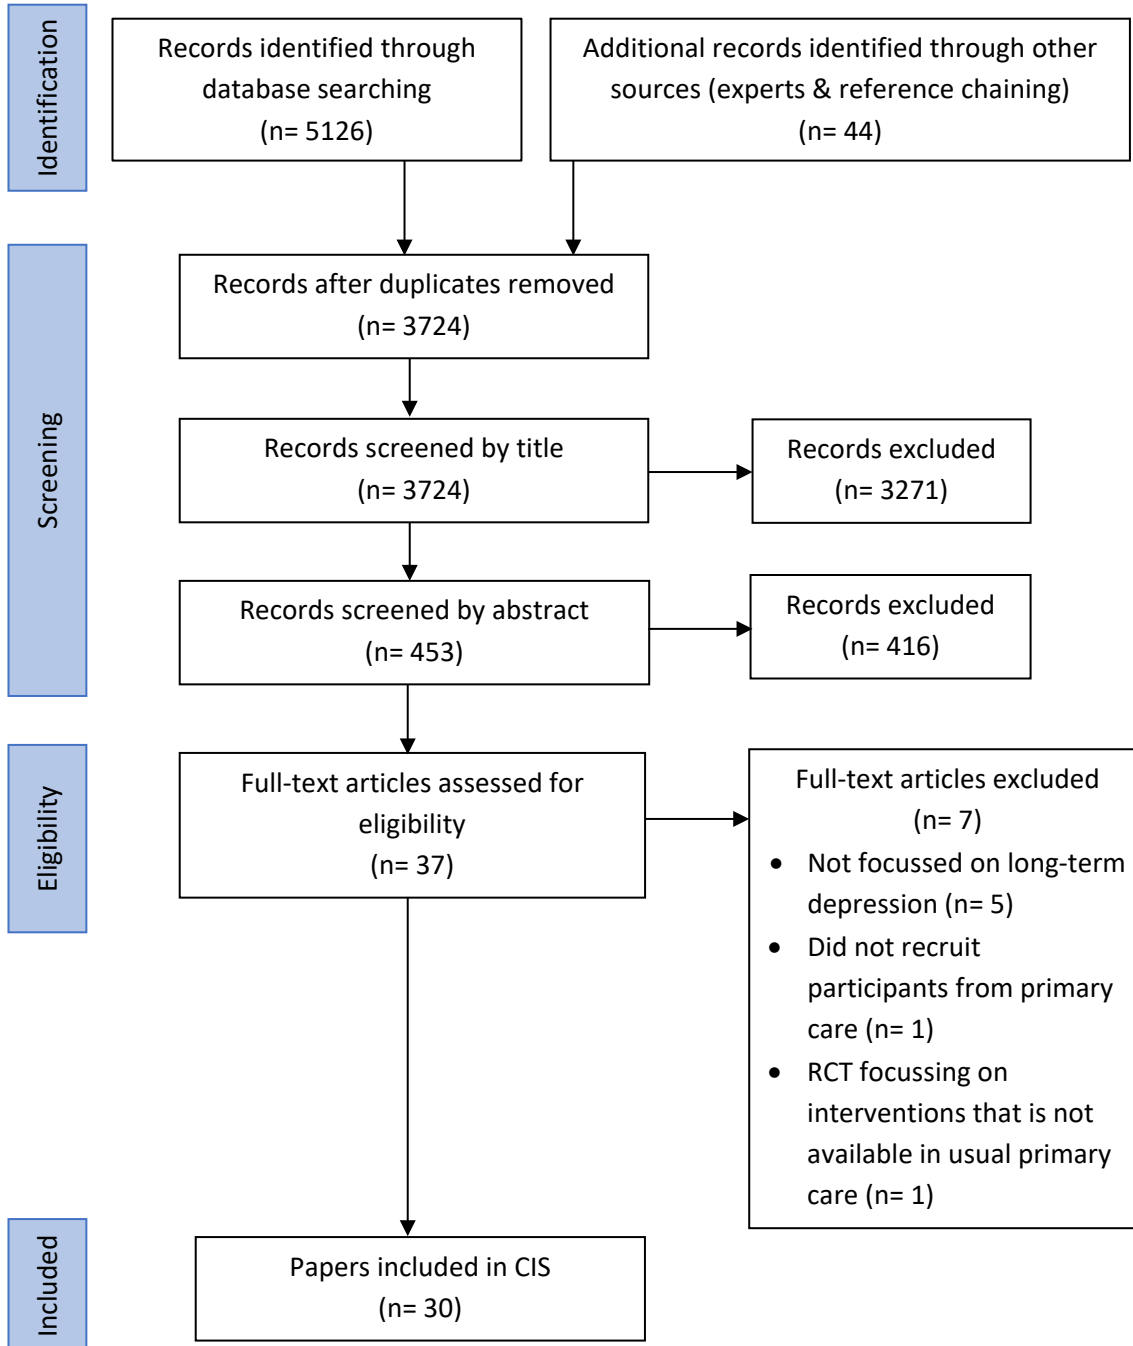 Identification
Records identified through
database searching
(n= 5126)
Additional records identified through other
sources (experts & reference chaining)
(n= 44)
Screening
Records after duplicates removed
(n= 3724)
Records screened by title
(n= 3724)
Records excluded
(n= 3271)
Records screened by abstract
(n= 453)
Records excluded
(n= 416)
Eligibility
Full-text articles assessed for
eligibility
(n= 37)
Full-text articles excluded
(n= 7)
• Not focussed on long-term
depression (n= 5)
• Did not recruit
participants from primary
care (n= 1)
• RCT focussing on
interventions that is not
available in usual primary
care (n= 1)
Included
Papers included in CIS
(n= 30)